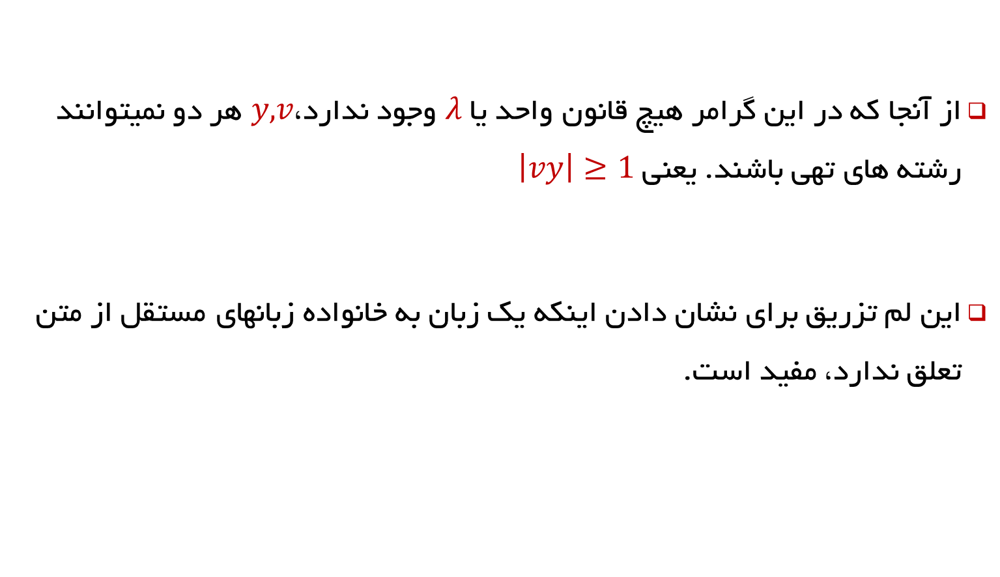 ❑ از آنجا که در این گرامر هیچ قانون واحد یا λ وجود ندارد، y,v هر دو نمیتوانند
رشته های تهی باشند. یعنی |vy| ≥ 1
❑ این لم تزریق برای نشان دادن اینکه یک زبان به خانواده زبانهای مستقل از متن
تعلق ندارد، مفید است.